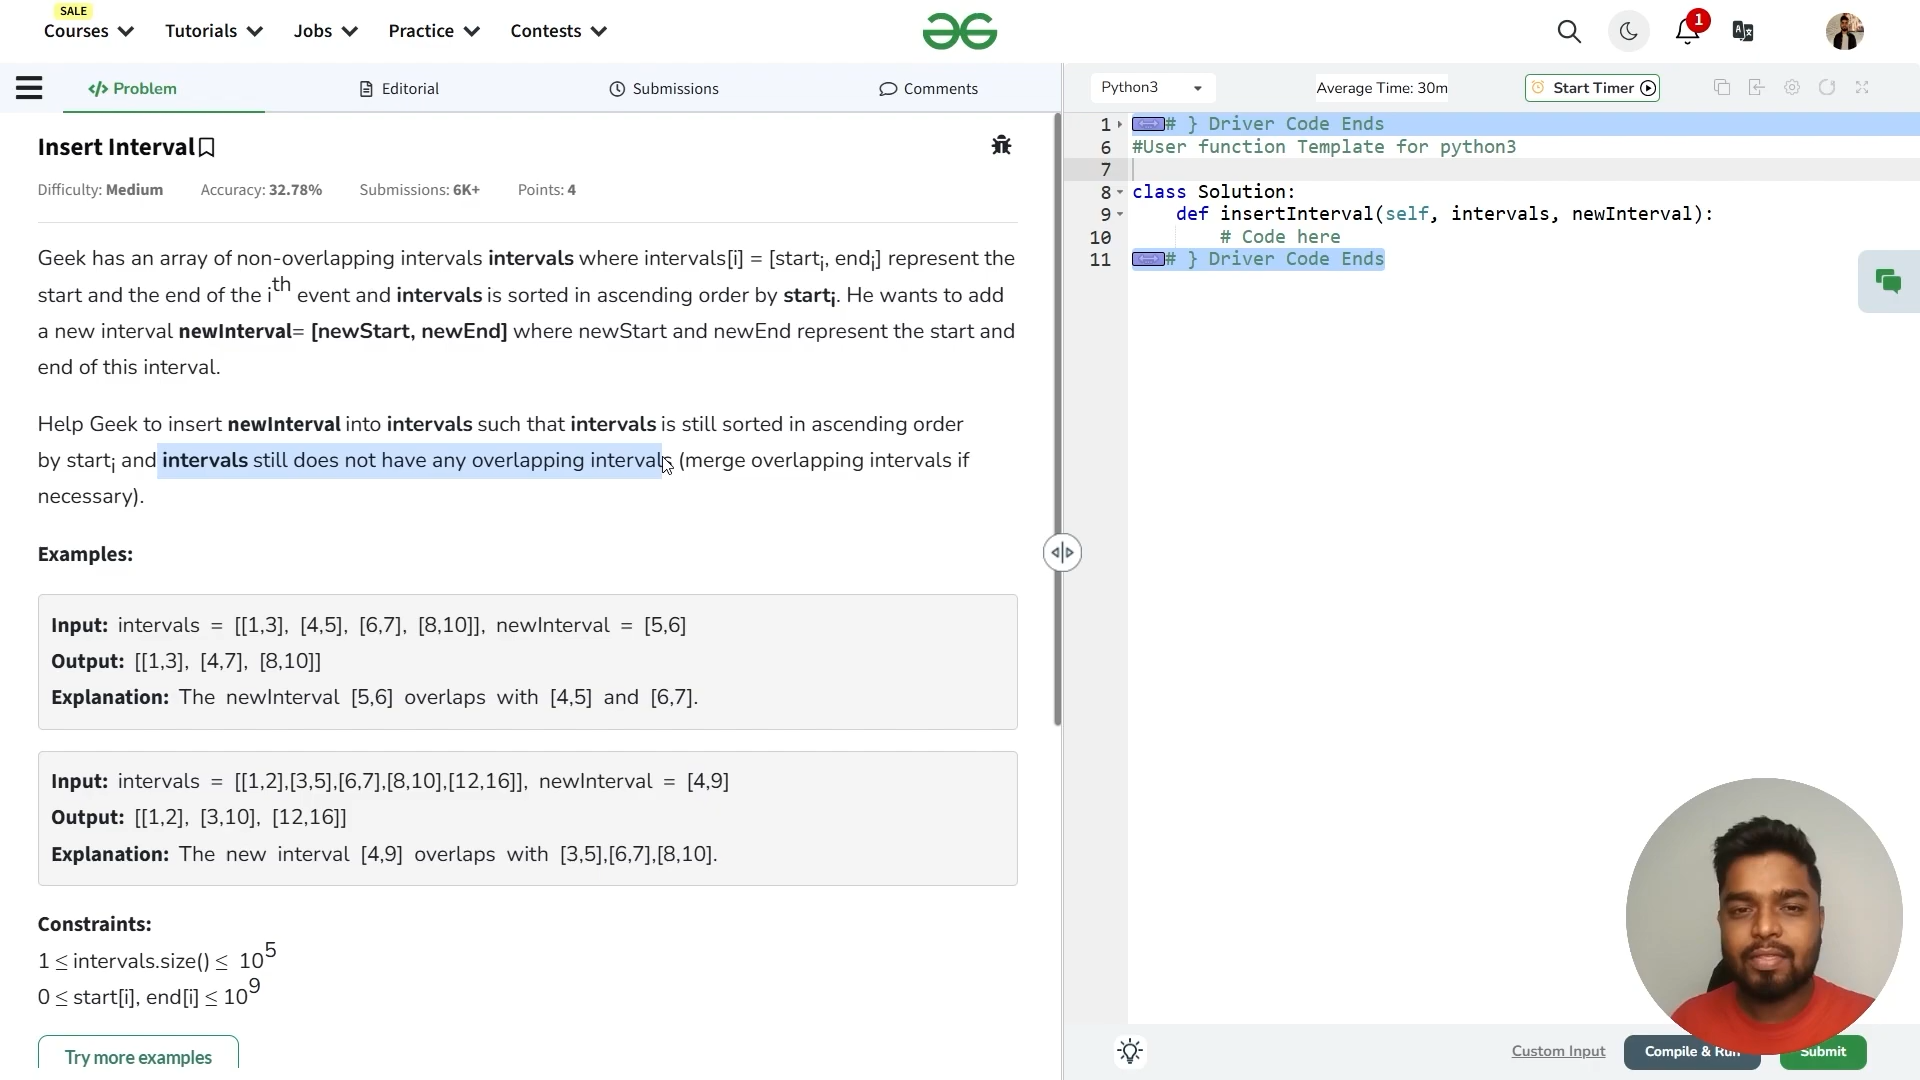 SALE
Courses Tutorials Jobs Practice Contests
1
Problem Editorial Submissions Comments
Python3 Average Time: 30m Start Timer
Insert Interval
Difficulty: Medium Accuracy: 32.78% Submissions: 6K+ Points: 4
Geek has an array of non-overlapping intervals intervals where intervals[i] = [startᵢ, endᵢ] represent the
start and the end of the iᵗʰ event and intervals is sorted in ascending order by startᵢ. He wants to add
a new interval newInterval= [newStart, newEnd] where newStart and newEnd represent the start and
end of this interval.
Help Geek to insert newInterval into intervals such that intervals is still sorted in ascending order
by startᵢ and intervals still does not have any overlapping intervals (merge overlapping intervals if
necessary).
Examples:
Input: intervals = [[1,3], [4,5], [6,7], [8,10]], newInterval = [5,6]
Output: [[1,3], [4,7], [8,10]]
Explanation: The newInterval [5,6] overlaps with [4,5] and [6,7].
Input: intervals = [[1,2],[3,5],[6,7],[8,10],[12,16]], newInterval = [4,9]
Output: [[1,2], [3,10], [12,16]]
Explanation: The new interval [4,9] overlaps with [3,5],[6,7],[8,10].
Constraints:
1 ≤ intervals.size() ≤ 10⁵
0 ≤ start[i], end[i] ≤ 10⁹
Try more examples
1 # } Driver Code Ends
6 #User function Template for python3
7
8 class Solution:
9 def insertInterval(self, intervals, newInterval):
10 # Code here
11 # } Driver Code Ends
Custom Input Compile & Run Submit